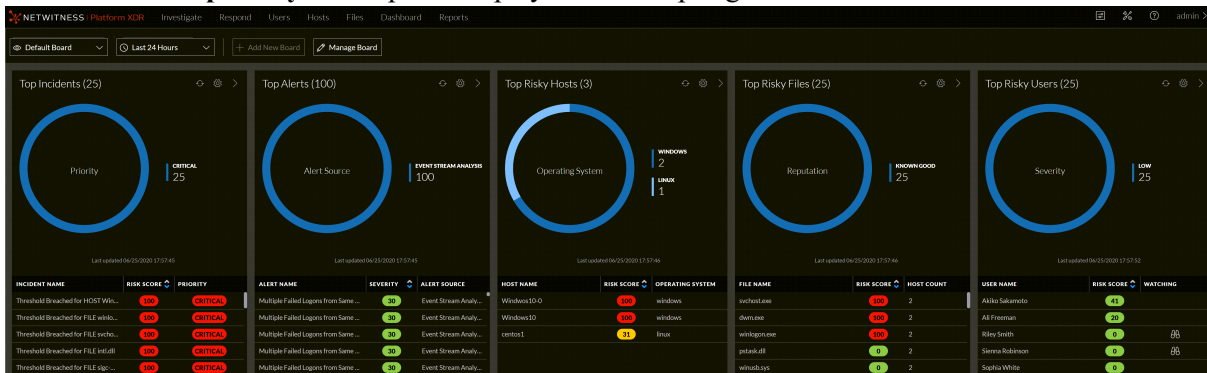 NETWITNESS Platform XDR Investigate Respond Users Hosts Files Dashboard Reports admin
Default Board Last 24 Hours + Add New Board Manage Board
Top Incidents (25)
Priority
CRITICAL
25
Last updated 06/25/2020 17:57:45
INCIDENT NAME RISK SCORE PRIORITY
Threshold Breached for HOST Win... 100 CRITICAL
Threshold Breached for FILE winlo... 100 CRITICAL
Threshold Breached for FILE svcho... 100 CRITICAL
Threshold Breached for FILE intl.dll 100 CRITICAL
Threshold Breached for FILE sigc-... 100 CRITICAL
Top Alerts (100)
Alert Source
EVENT STREAM ANALYSIS
100
Last updated 06/25/2020 17:57:45
ALERT NAME SEVERITY ALERT SOURCE
Multiple Failed Logons from Same ... 30 Event Stream Analy...
Multiple Failed Logons from Same ... 30 Event Stream Analy...
Multiple Failed Logons from Same ... 30 Event Stream Analy...
Multiple Failed Logons from Same ... 30 Event Stream Analy...
Multiple Failed Logons from Same ... 30 Event Stream Analy...
Top Risky Hosts (3)
Operating System
WINDOWS
2
LINUX
1
Last updated 06/25/2020 17:57:46
HOST NAME RISK SCORE OPERATING SYSTEM
Windwos10-0 100 windows
Windows10 100 windows
centos1 31 linux
Top Risky Files (25)
Reputation
KNOWN GOOD
25
Last updated 06/25/2020 17:57:46
FILE NAME RISK SCORE HOST COUNT
svchost.exe 100 2
dwm.exe 100 2
winlogon.exe 100 2
pstask.dll 0 2
winusb.sys 0 2
Top Risky Users (25)
Severity
LOW
25
Last updated 06/25/2020 17:57:52
USER NAME RISK SCORE WATCHING
Akiko Sakamoto 41
Ali Freeman 20
Riley Smith 0
Sienna Robinson 0
Sophia White 0